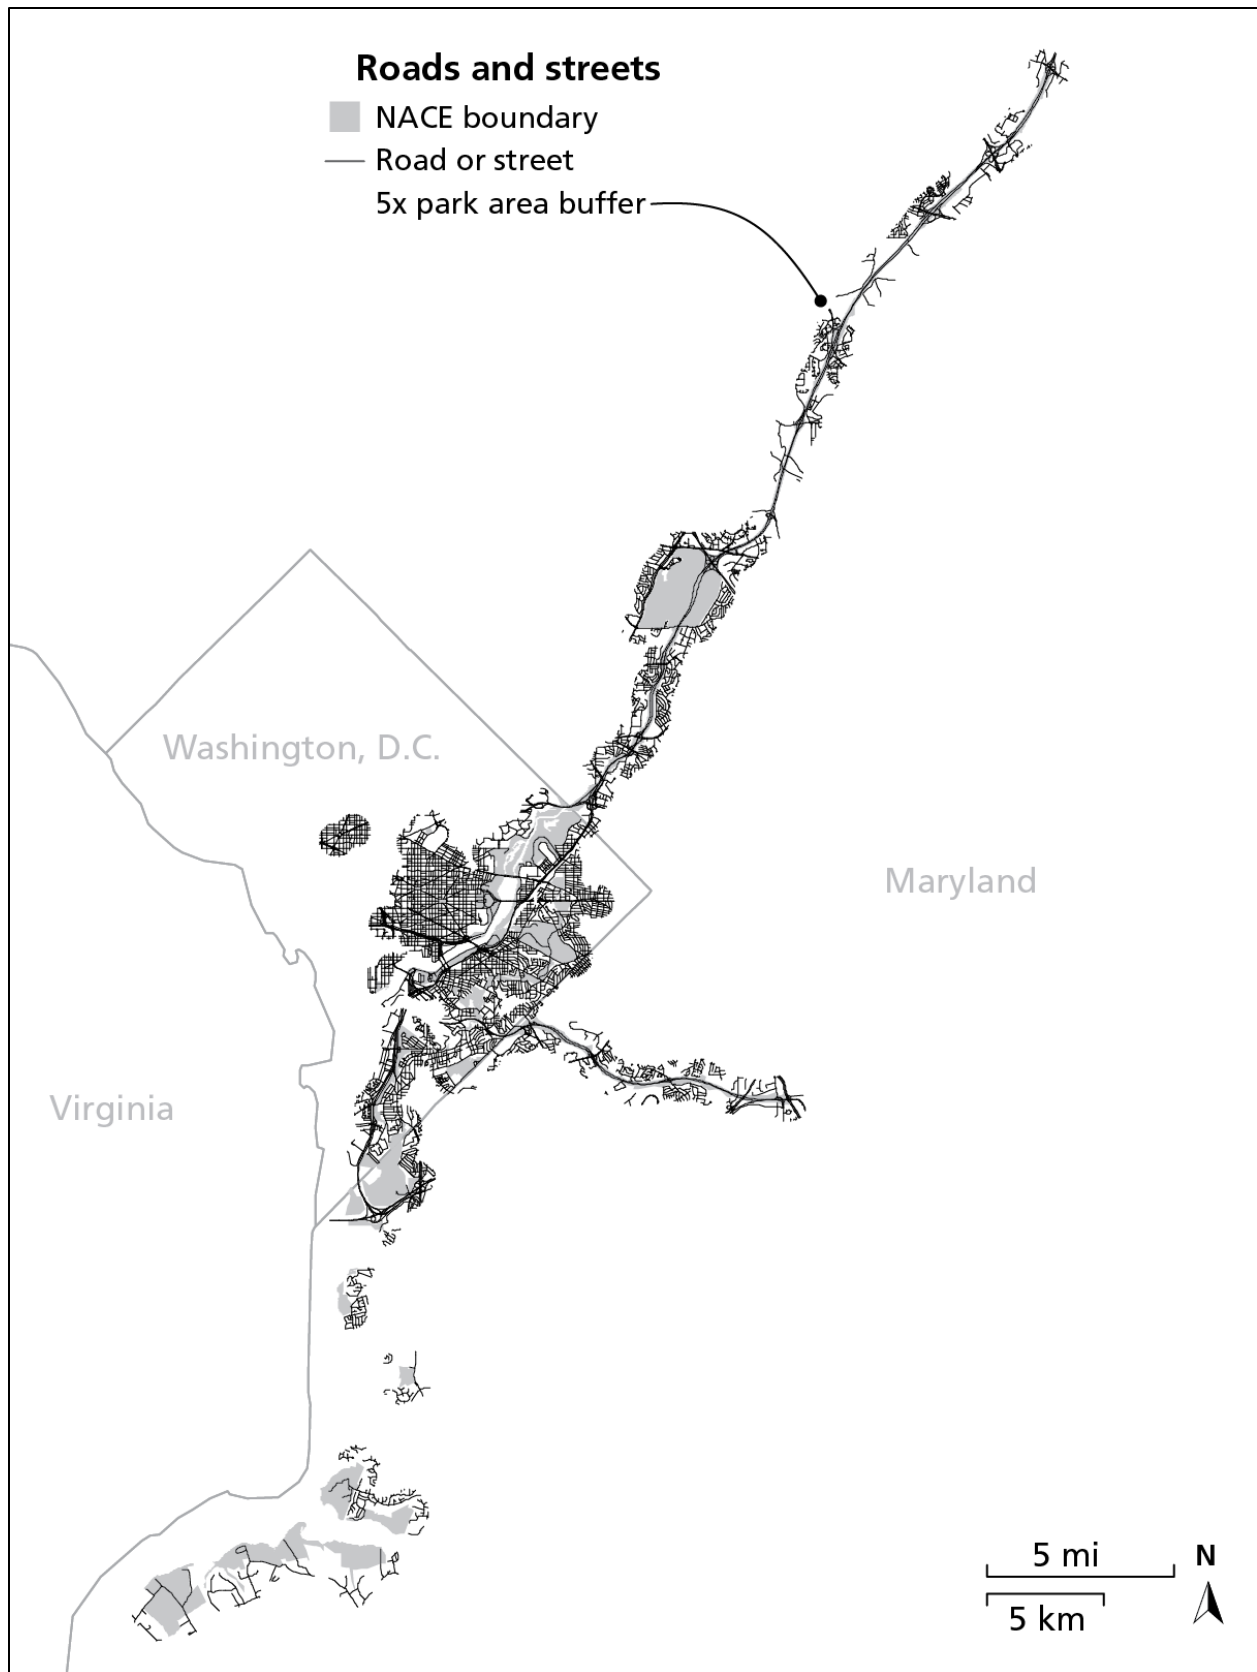 Roads and streets
NACE boundary
Road or street
5x park area buffer
Washington, D.C.
Maryland
Virginia
5 mi
N
5 km